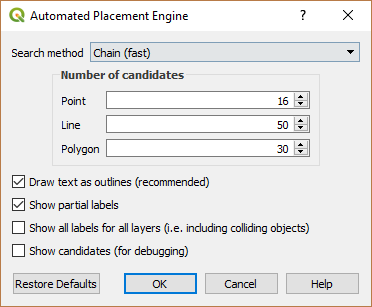 Automated Placement Engine
Search method Chain (fast)
Number of candidates
Point 16
Line 50
Polygon 30
Draw text as outlines (recommended)
Show partial labels
Show all labels for all layers (i.e. including colliding objects)
Show candidates (for debugging)
Restore Defaults OK Cancel Help